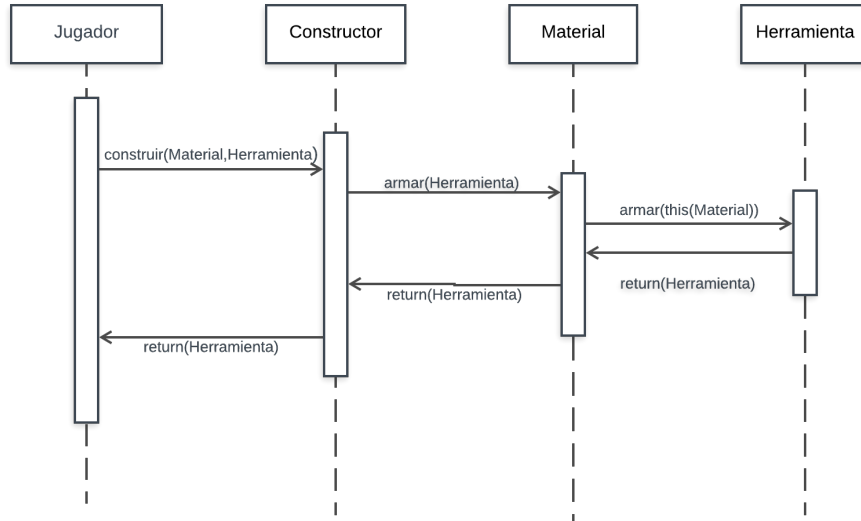 Jugador
Constructor
Material
Herramienta
construir(Material,Herramienta)
armar(Herramienta)
armar(this(Material))
return(Herramienta)
return(Herramienta)
return(Herramienta)